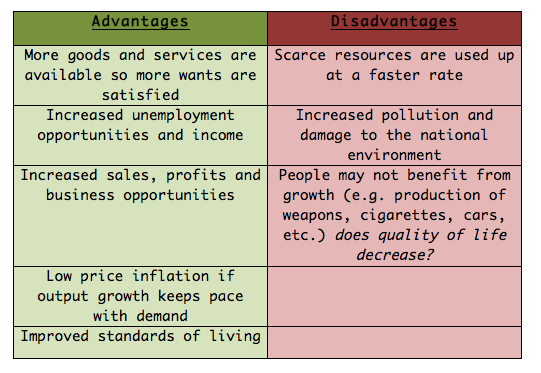 Advantages
Disadvantages
More goods and services are
available so more wants are
satisfied
Scarce resources are used up
at a faster rate
Increased unemployment
opportunities and income
Increased pollution and
damage to the national
environment
Increased sales, profits and
business opportunities
People may not benefit from
growth (e.g. production of
weapons, cigarettes, cars,
etc.) does quality of life
decrease?
Low price inflation if
output growth keeps pace
with demand
Improved standards of living